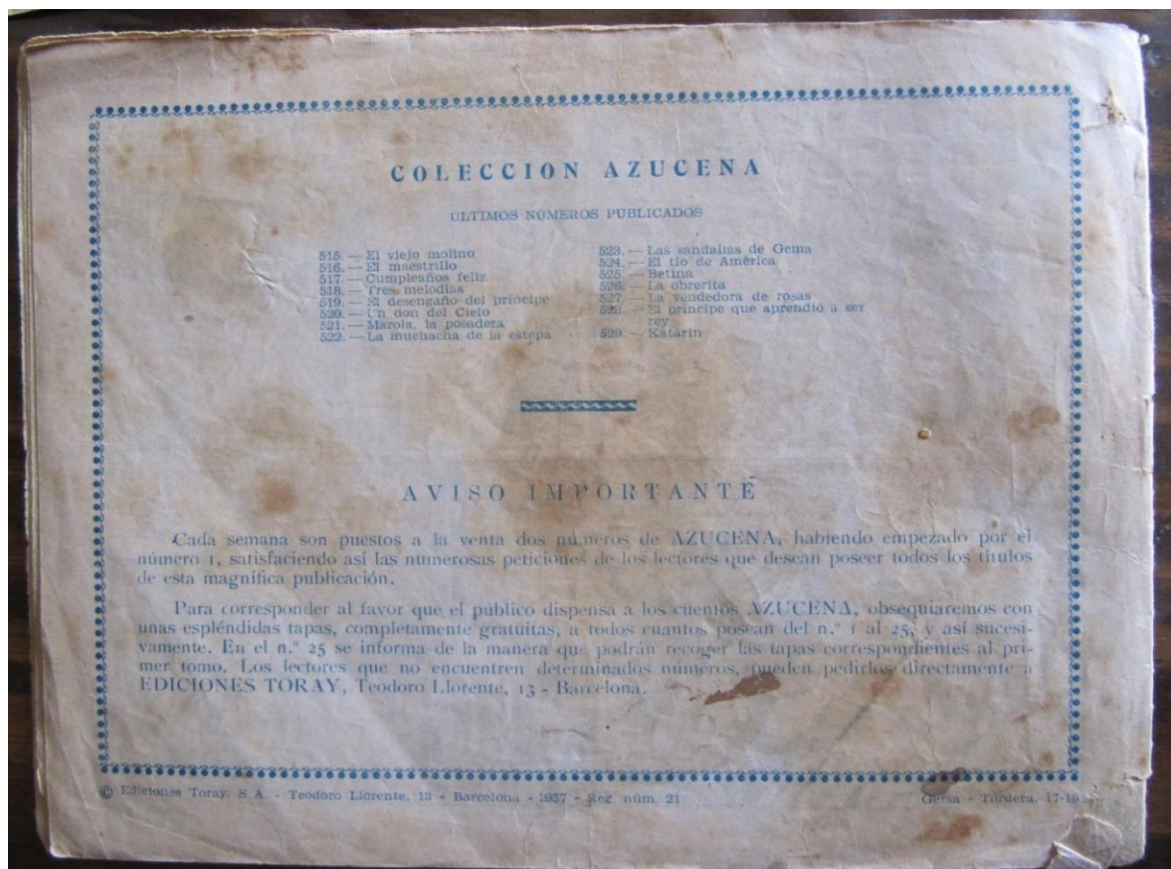 COLECCION AZUCENA
ÚLTIMOS NÚMEROS PUBLICADOS
515. — El viejo molino
516. — El maestrillo
517. — Cumpleaños feliz
518. — Tres melodías
519. — El desengaño del príncipe
520. — Un don del Cielo
521. — Marola, la posadera
522. — La muchacha de la estepa
523. — Las sandalias de Gema
524. — El tío de América
525. — Betina
526. — La obrerita
527. — La vendedora de rosas
528. — El príncipe que aprendió a ser
rey
529. — Katarin
AVISO IMPORTANTE
Cada semana son puestos a la venta dos números de AZUCENA, habiendo empezado por el
número 1, satisfaciendo así las numerosas peticiones de los lectores que desean poseer todos los títulos
de esta magnífica publicación.
Para corresponder al favor que el público dispensa a los cuentos AZUCENA, obsequiaremos con
unas espléndidas tapas, completamente gratuitas, a todos cuantos posean del n.º 1 al 25, y así sucesi-
vamente. En el n.º 25 se informa de la manera que podrán recoger las tapas correspondientes al pri-
mer tomo. Los lectores que no encuentren determinados números, pueden pedirlos directamente a
EDICIONES TORAY, Teodoro Llorente, 13 - Barcelona.
© Ediciones Toray, S. A. - Teodoro Llorente, 13 - Barcelona - 1957 - Reg. núm. 21
Gersa - Tordera, 17-19